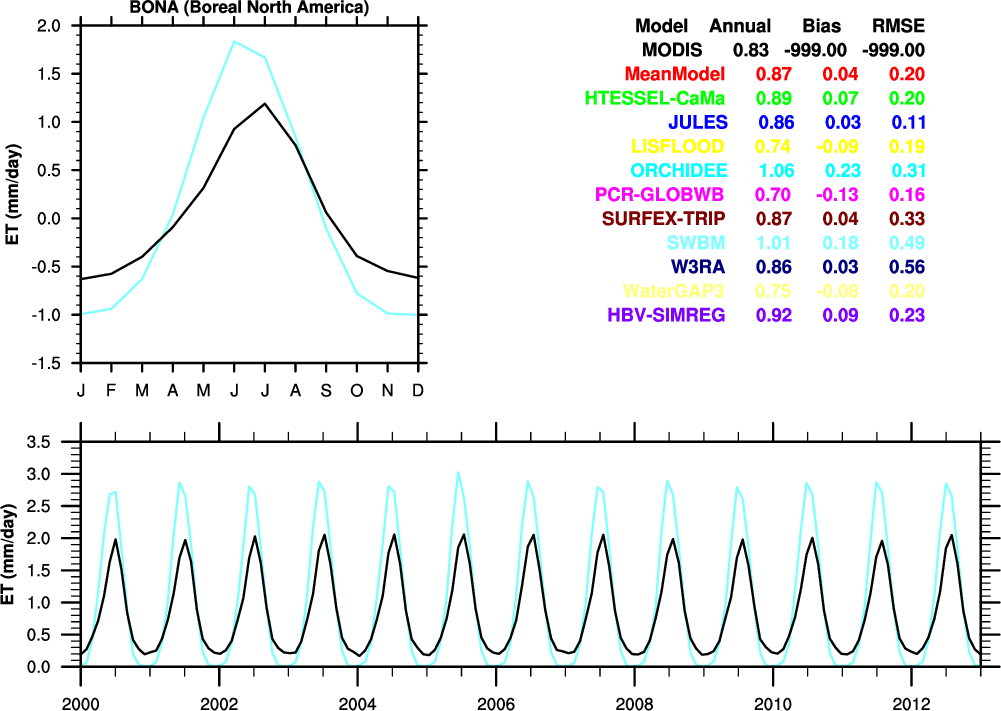 BONA (Boreal North America)
2.0
1.5
1.0
0.5
0.0
-0.5
-1.0
-1.5
ET (mm/day)
J F M A M J J A S O N D
Model Annual Bias RMSE
MODIS 0.83 -999.00 -999.00
MeanModel 0.87 0.04 0.20
HTESSEL-CaMa 0.89 0.07 0.20
JULES 0.86 0.03 0.11
LISFLOOD 0.74 -0.09 0.19
ORCHIDEE 1.06 0.23 0.31
PCR-GLOBWB 0.70 -0.13 0.16
SURFEX-TRIP 0.87 0.04 0.33
SWBM 1.01 0.18 0.49
W3RA 0.86 0.03 0.56
WaterGAP3 0.75 -0.08 0.20
HBV-SIMREG 0.92 0.09 0.23
3.5
3.0
2.5
2.0
1.5
1.0
0.5
0.0
ET (mm/day)
2000 2002 2004 2006 2008 2010 2012